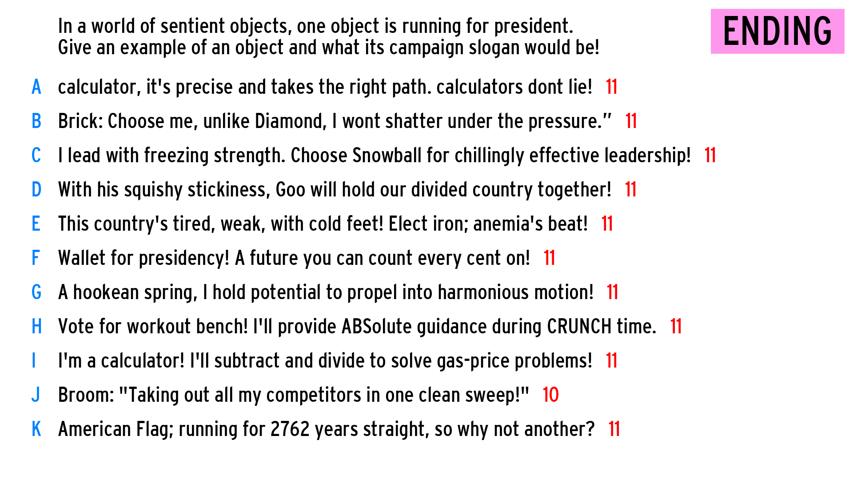 In a world of sentient objects, one object is running for president.
Give an example of an object and what its campaign slogan would be!
ENDING
A calculator, it's precise and takes the right path. calculators dont lie! 11
B Brick: Choose me, unlike Diamond, I wont shatter under the pressure.” 11
C I lead with freezing strength. Choose Snowball for chillingly effective leadership! 11
D With his squishy stickiness, Goo will hold our divided country together! 11
E This country's tired, weak, with cold feet! Elect iron; anemia's beat! 11
F Wallet for presidency! A future you can count every cent on! 11
G A hookean spring, I hold potential to propel into harmonious motion! 11
H Vote for workout bench! I'll provide ABSolute guidance during CRUNCH time. 11
I I'm a calculator! I'll subtract and divide to solve gas-price problems! 11
J Broom: "Taking out all my competitors in one clean sweep!" 10
K American Flag; running for 2762 years straight, so why not another? 11